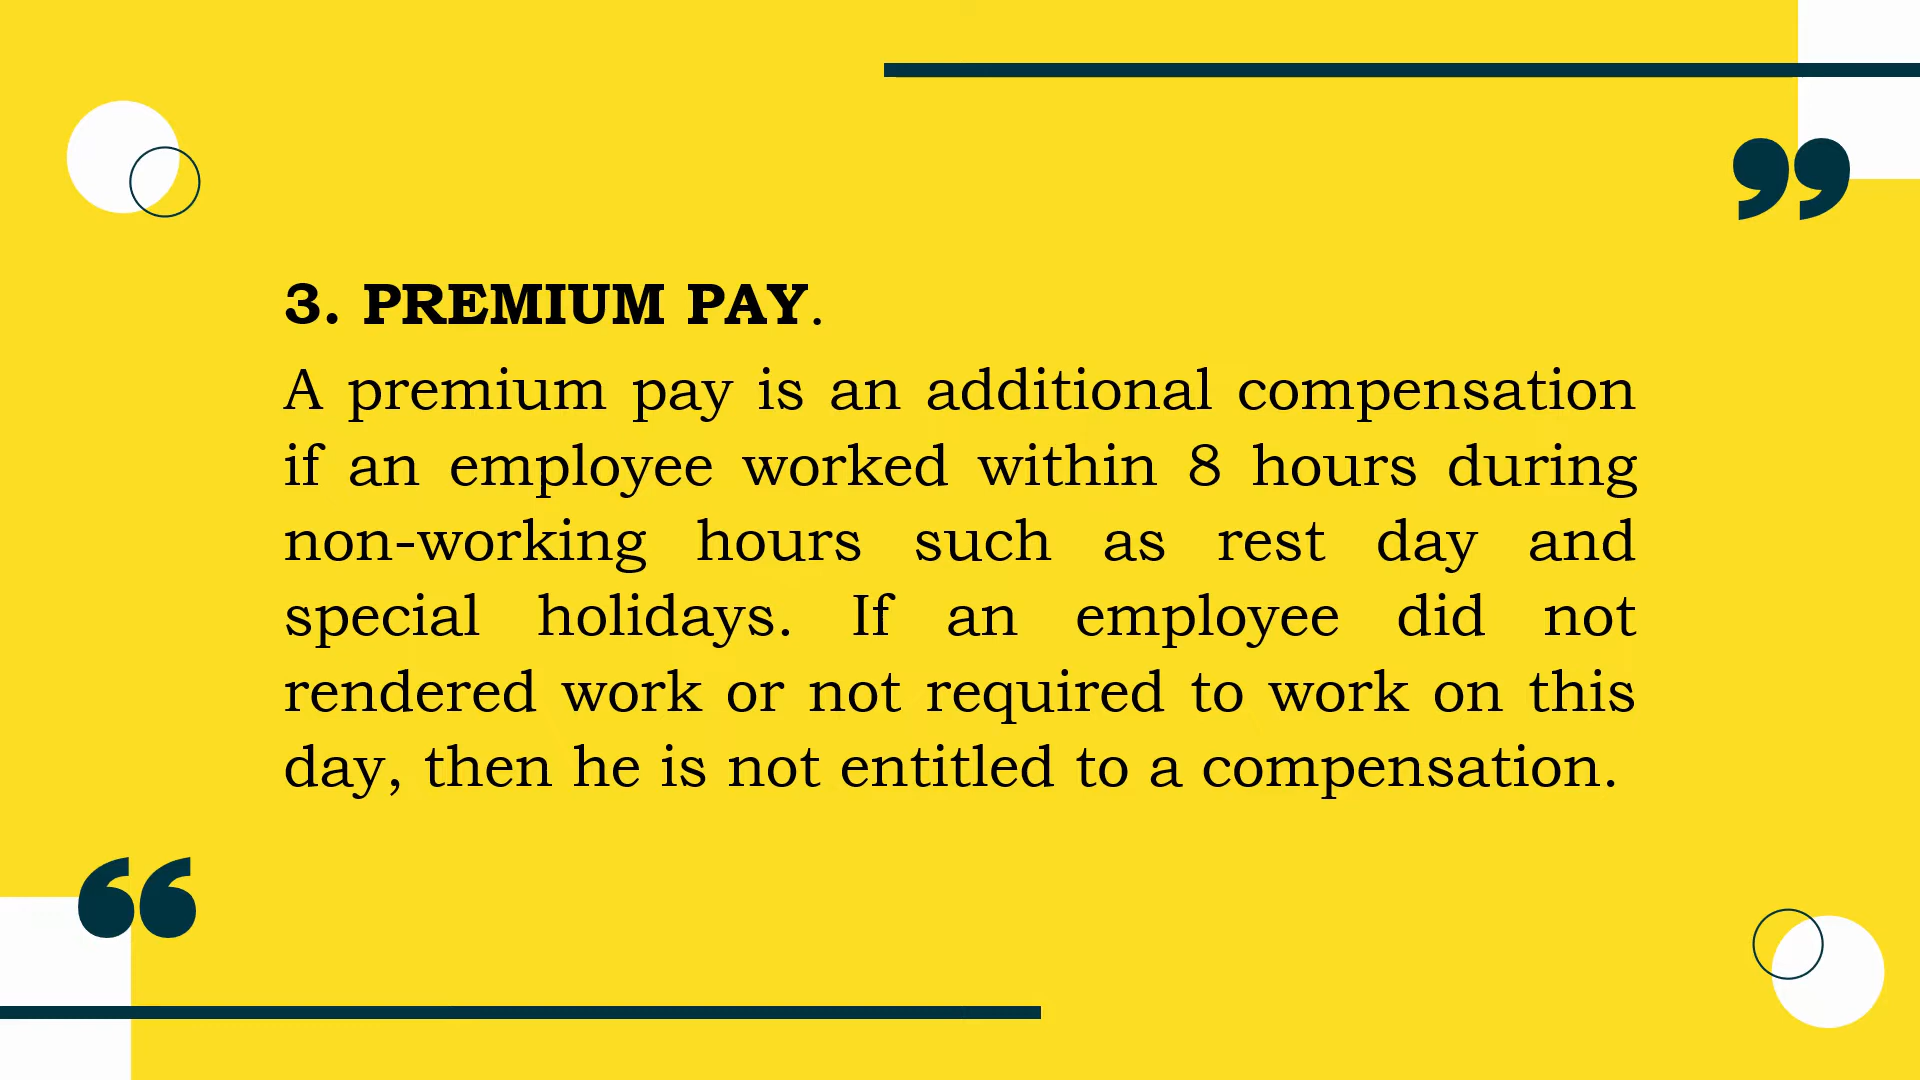 3. PREMIUM PAY.
A premium pay is an additional compensation
if an employee worked within 8 hours during
non-working hours such as rest day and
special holidays. If an employee did not
rendered work or not required to work on this
day, then he is not entitled to a compensation.